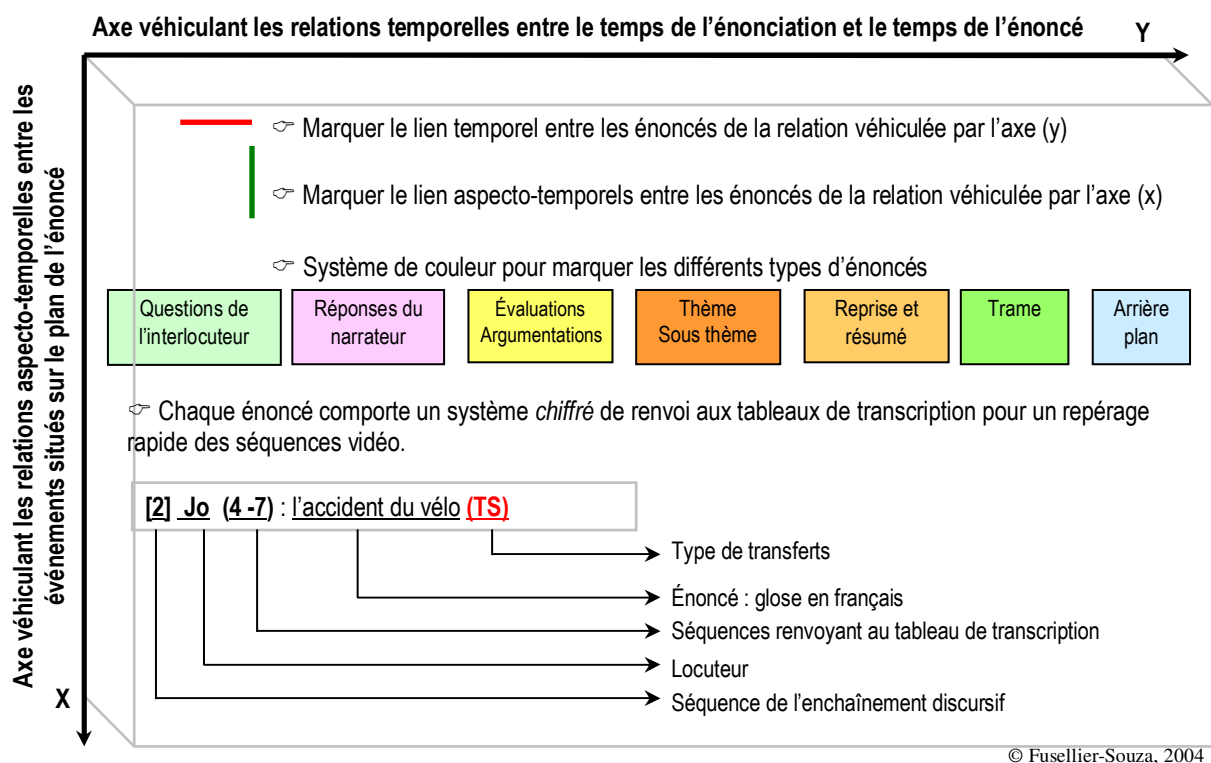 Axe véhiculant les relations temporelles entre le temps de l'énonciation et le temps de l'énoncé
Y
Axe véhiculant les relations aspecto-temporelles entre les
événements situés sur le plan de l'énoncé
X
☞ Marquer le lien temporel entre les énoncés de la relation véhiculée par l'axe (y)
☞ Marquer le lien aspecto-temporels entre les énoncés de la relation véhiculée par l'axe (x)
☞ Système de couleur pour marquer les différents types d'énoncés
Questions de
l'interlocuteur
Réponses du
narrateur
Évaluations
Argumentations
Thème
Sous thème
Reprise et
résumé
Trame
Arrière
plan
☞ Chaque énoncé comporte un système chiffré de renvoi aux tableaux de transcription pour un repérage
rapide des séquences vidéo.
[2] Jo (4 -7) : l'accident du vélo (TS)
Type de transferts
Énoncé : glose en français
Séquences renvoyant au tableau de transcription
Locuteur
Séquence de l'enchaînement discursif
© Fusellier-Souza, 2004